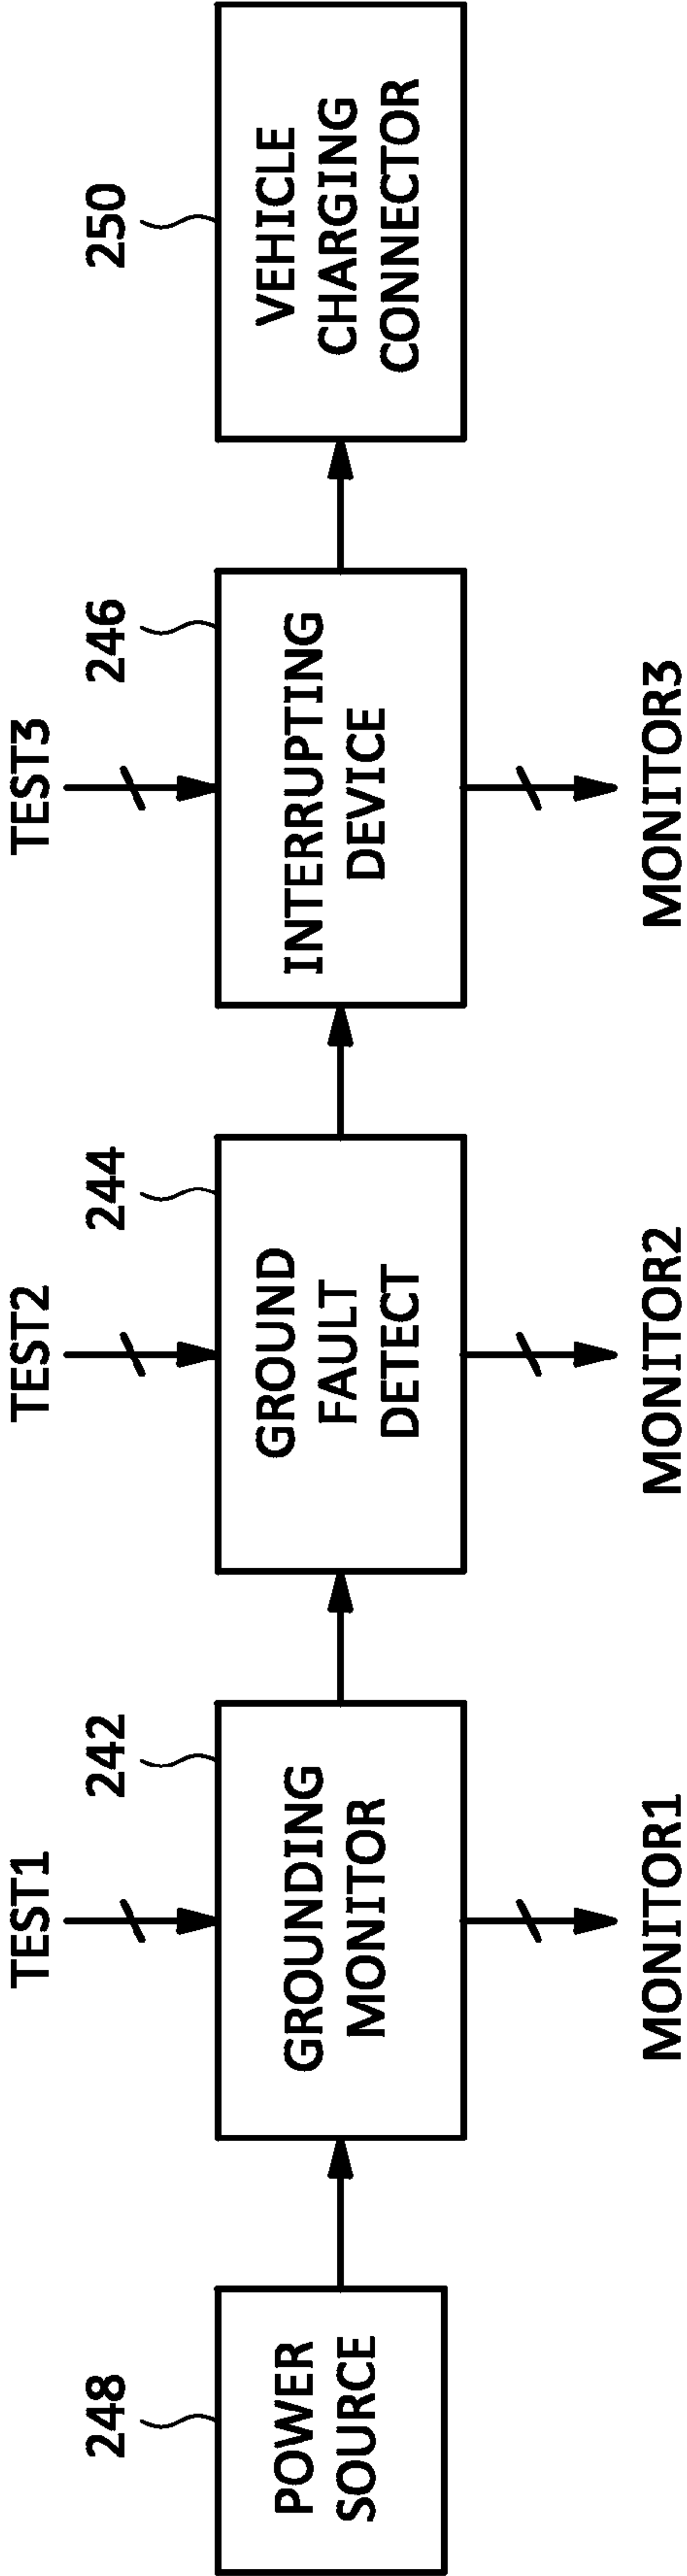 TEST1
TEST2
TEST3
248
242
244
246
250
POWER
SOURCE
GROUNDING
MONITOR
GROUND
FAULT
DETECT
INTERRUPTING
DEVICE
VEHICLE
CHARGING
CONNECTOR
MONITOR1
MONITOR2
MONITOR3